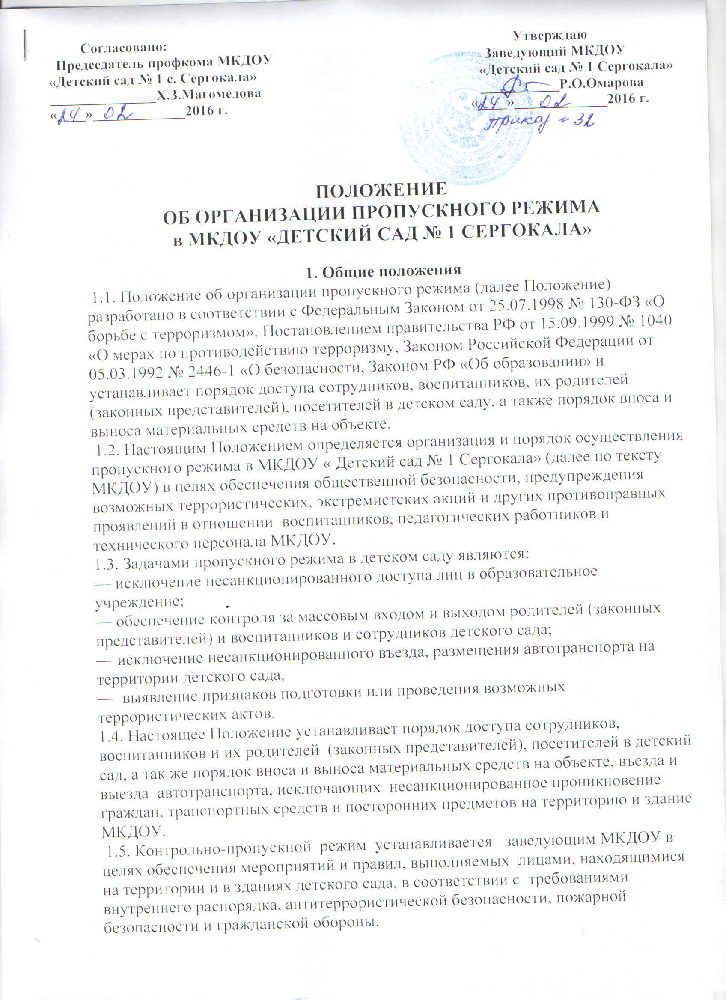 Согласовано:
Председатель профкома МКДОУ
«Детский сад № 1 с. Сергокала»
_______________Х.З.Магомедова
«24» 02 2016 г.
Утверждаю
Заведующий МКДОУ
«Детский сад № 1 Сергокала»
___________Р.О.Омарова
«24» 02 2016 г.
приказ № 32
ПОЛОЖЕНИЕ
ОБ ОРГАНИЗАЦИИ ПРОПУСКНОГО РЕЖИМА
в МКДОУ «ДЕТСКИЙ САД № 1 СЕРГОКАЛА»
1. Общие положения
1.1. Положение об организации пропускного режима (далее Положение)
разработано в соответствии с Федеральным Законом от 25.07.1998 № 130-ФЗ «О
борьбе с терроризмом», Постановлением правительства РФ от 15.09.1999 № 1040
«О мерах по противодействию терроризму, Законом Российской Федерации от
05.03.1992 № 2446-1 «О безопасности, Законом РФ «Об образовании» и
устанавливает порядок доступа сотрудников, воспитанников, их родителей
(законных представителей), посетителей в детском саду, а также порядок вноса и
выноса материальных средств на объекте.
1.2. Настоящим Положением определяется организация и порядок осуществления
пропускного режима в МКДОУ « Детский сад № 1 Сергокала» (далее по тексту
МКДОУ) в целях обеспечения общественной безопасности, предупреждения
возможных террористических, экстремистских акций и других противоправных
проявлений в отношении воспитанников, педагогических работников и
технического персонала МКДОУ.
1.3. Задачами пропускного режима в детском саду являются:
— исключение несанкционированного доступа лиц в образовательное
учреждение;
— обеспечение контроля за массовым входом и выходом родителей (законных
представителей) и воспитанников и сотрудников детского сада;
— исключение несанкционированного въезда, размещения автотранспорта на
территории детского сада,
— выявление признаков подготовки или проведения возможных
террористических актов.
1.4. Настоящее Положение устанавливает порядок доступа сотрудников,
воспитанников и их родителей (законных представителей), посетителей в детский
сад, а так же порядок вноса и выноса материальных средств на объекте, въезда и
выезда автотранспорта, исключающих несанкционированное проникновение
граждан, транспортных средств и посторонних предметов на территорию и здание
МКДОУ.
1.5. Контрольно-пропускной режим устанавливается заведующим МКДОУ в
целях обеспечения мероприятий и правил, выполняемых лицами, находящимися
на территории и в зданиях детского сада, в соответствии с требованиями
внутреннего распорядка, антитеррористической безопасности, пожарной
безопасности и гражданской обороны.